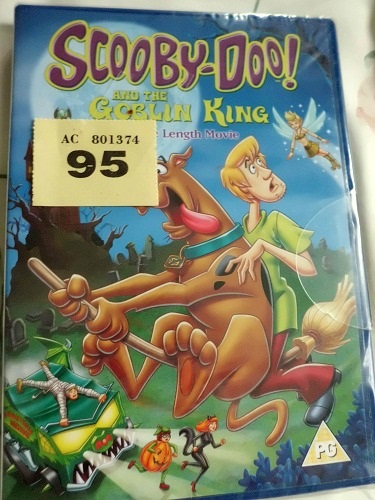 SCOOBY-DOO!
AND THE
GOBLIN KING
Length Movie
AC 801374
95
PG